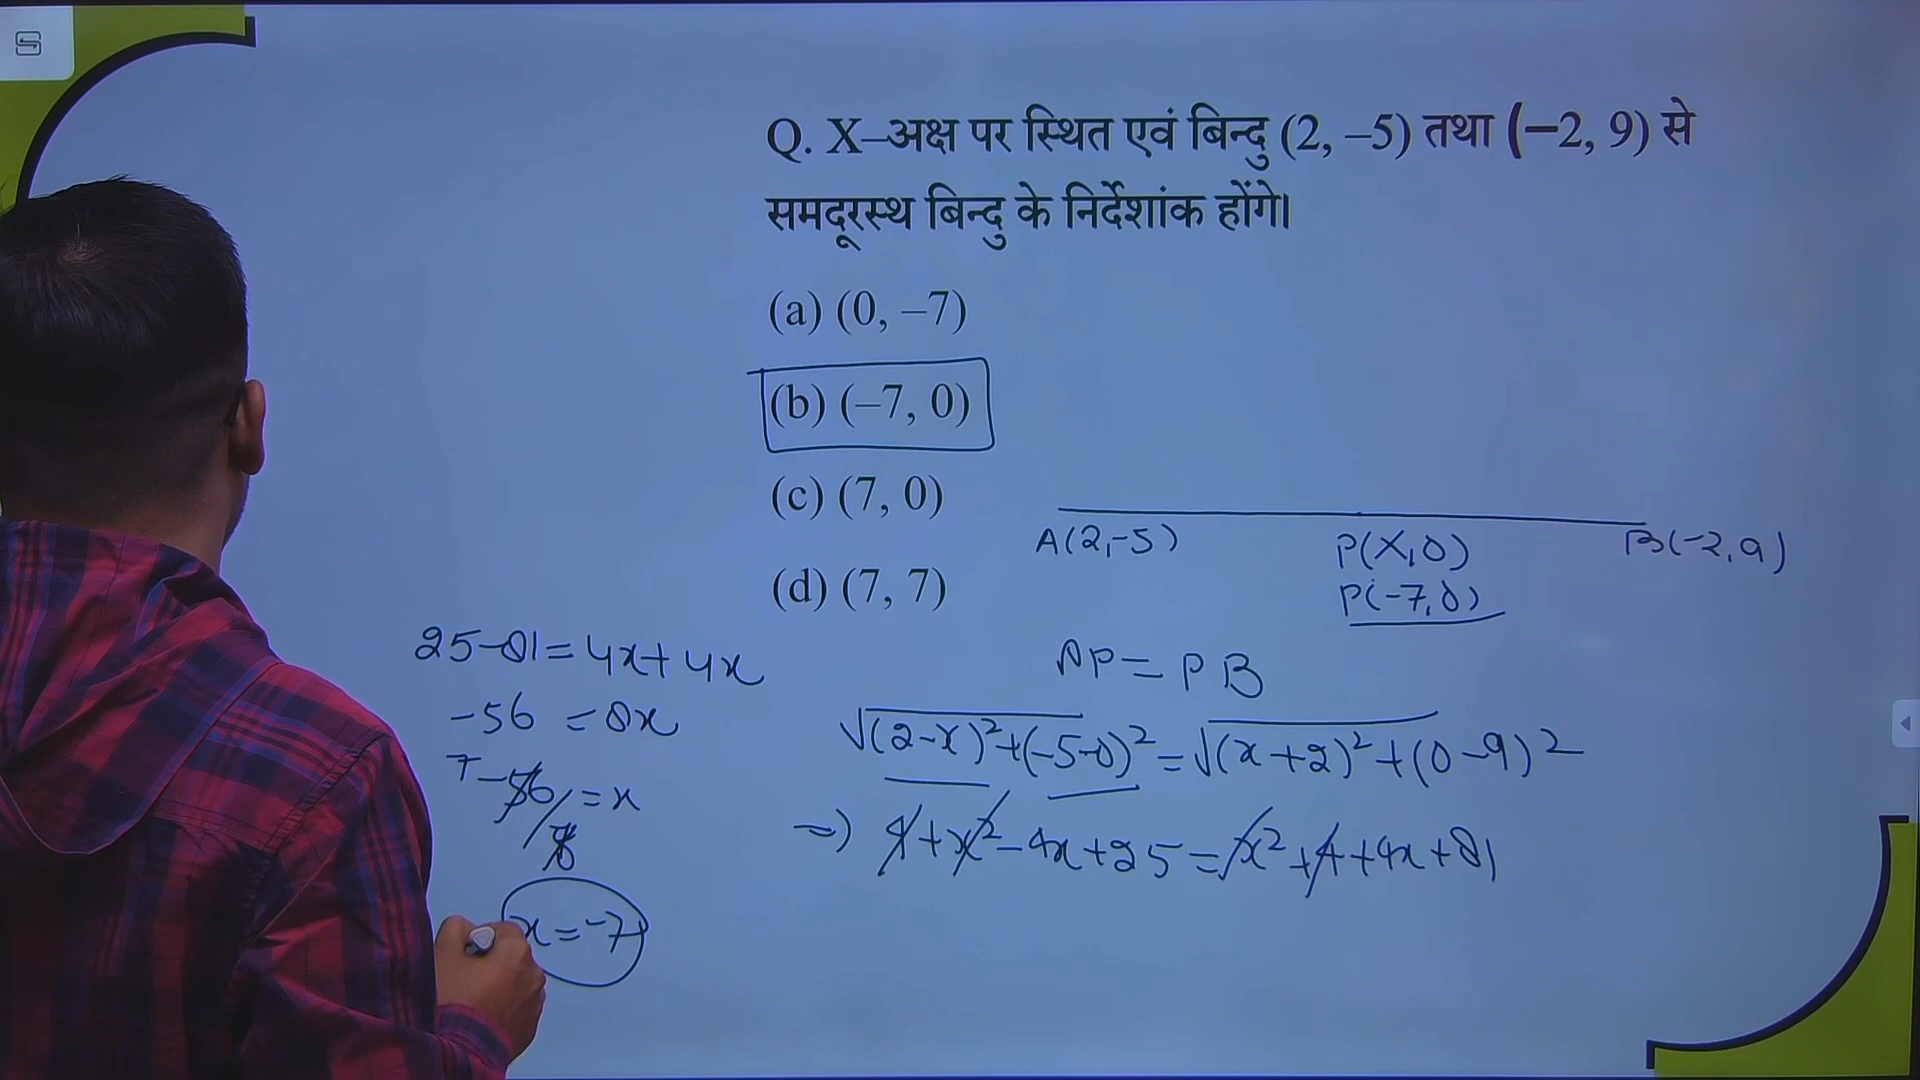 Q. X–अक्ष पर स्थित एवं बिन्दु (2, –5) तथा (–2, 9) से
समदूरस्थ बिन्दु के निर्देशांक होंगे।
(a) (0, –7)
(b) (–7, 0)
(c) (7, 0)
(d) (7, 7)
A(2,-5) P(X,0) B(-2,9)
P(-7,0)
AP = PB
√(2-x)²+(-5-0)² = √(x+2)²+(0-9)²
=) 4+x²-4x+25 = x²+4+4x+81
25-81=4x+4x
-56 =8x
7 -56/8 =x
x=-7